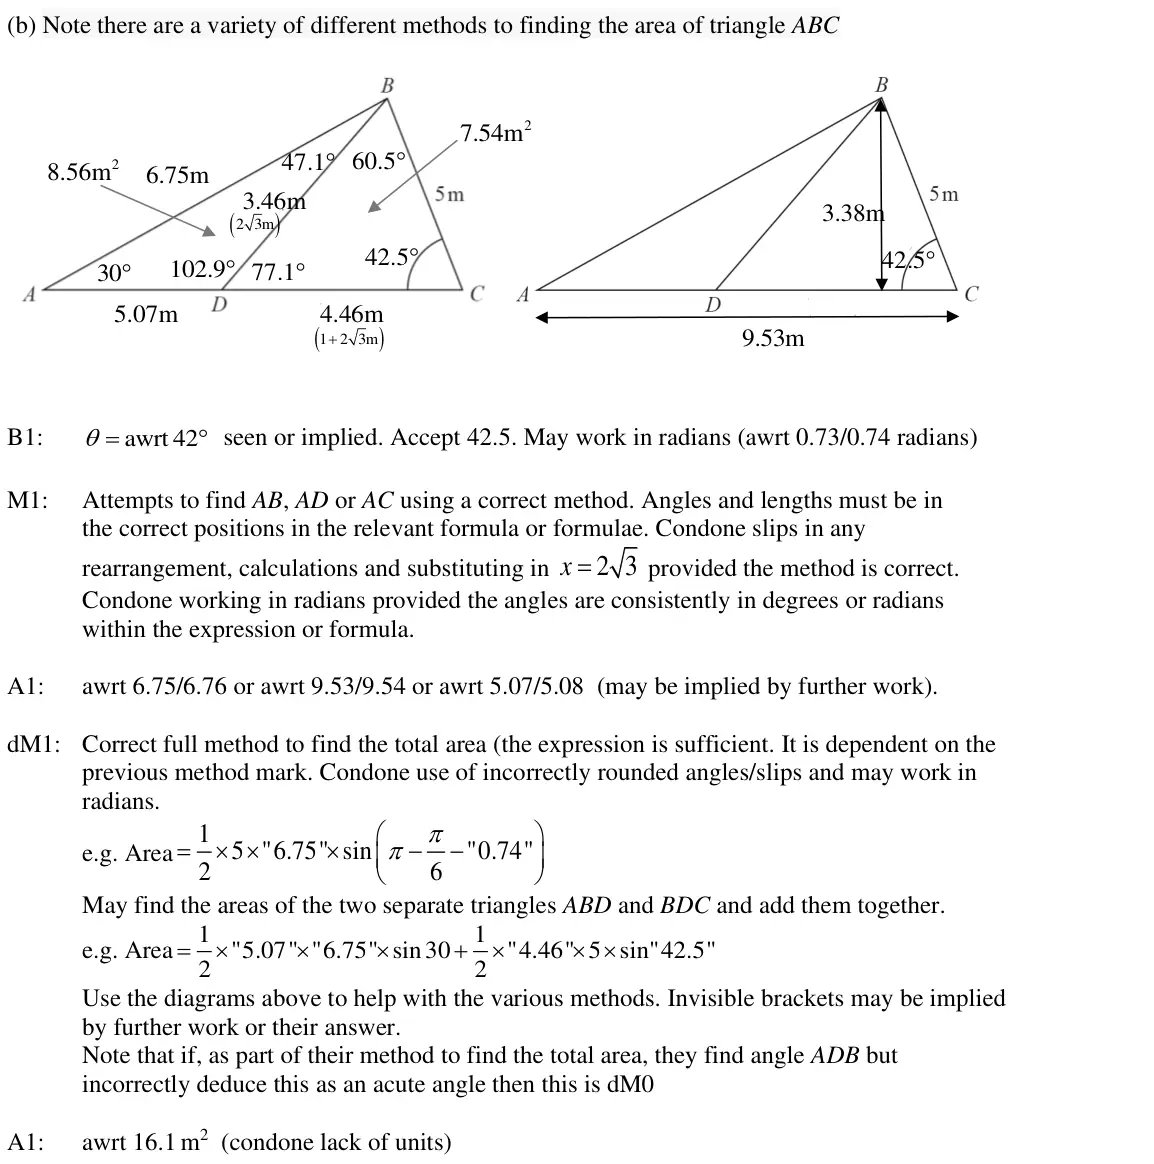 (b) Note there are a variety of different methods to finding the area of triangle ABC
B
B
7.54m²
8.56m²
6.75m
47.1°
60.5°
3.46m
(2√3m)
5m
5m
3.38m
42.5°
42.5°
30°
102.9°
77.1°
A
D
C
A
D
C
5.07m
4.46m
(1+2√3m)
9.53m
B1: θ = awrt 42° seen or implied. Accept 42.5. May work in radians (awrt 0.73/0.74 radians)
M1: Attempts to find AB, AD or AC using a correct method. Angles and lengths must be in
the correct positions in the relevant formula or formulae. Condone slips in any
rearrangement, calculations and substituting in x = 2√3 provided the method is correct.
Condone working in radians provided the angles are consistently in degrees or radians
within the expression or formula.
A1: awrt 6.75/6.76 or awrt 9.53/9.54 or awrt 5.07/5.08 (may be implied by further work).
dM1: Correct full method to find the total area (the expression is sufficient. It is dependent on the
previous method mark. Condone use of incorrectly rounded angles/slips and may work in
radians.
e.g. Area = 1/2 × 5 × "6.75" × sin(π − π/6 − "0.74")
May find the areas of the two separate triangles ABD and BDC and add them together.
e.g. Area = 1/2 × "5.07" × "6.75" × sin 30 + 1/2 × "4.46" × 5 × sin "42.5"
Use the diagrams above to help with the various methods. Invisible brackets may be implied
by further work or their answer.
Note that if, as part of their method to find the total area, they find angle ADB but
incorrectly deduce this as an acute angle then this is dM0
A1: awrt 16.1 m² (condone lack of units)